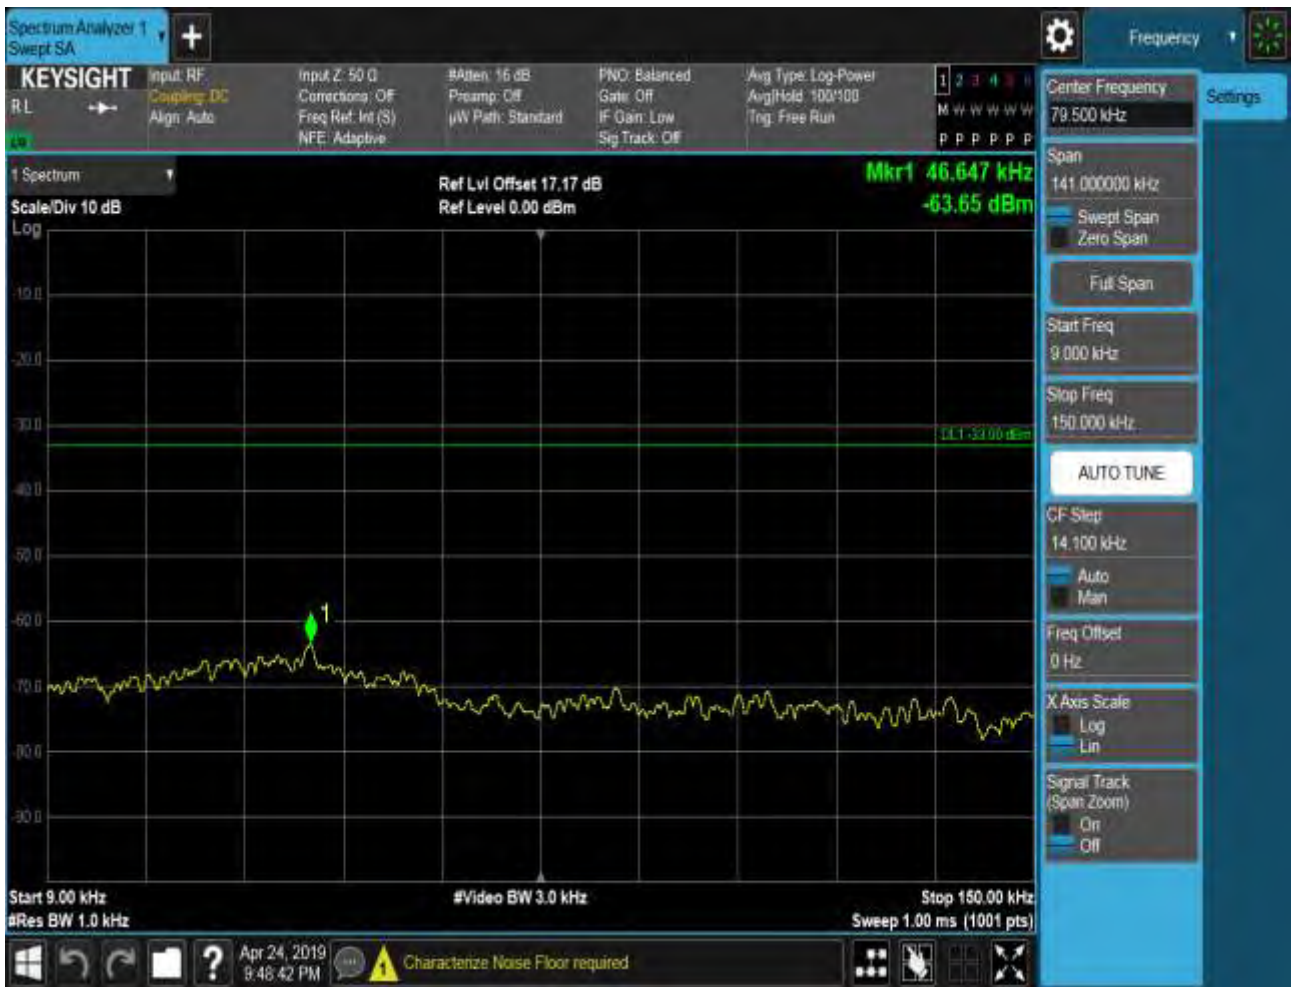 Spectrum Analyzer 1
Swept SA
+
Frequency
KEYSIGHT
R L
Input: RF
Coupling: DC
Align: Auto
Input Z: 50 Ω
Corrections: Off
Freq Ref: Int (S)
NFE: Adaptive
#Atten: 16 dB
Preamp: Off
µW Path: Standard
PNO: Balanced
Gate: Off
IF Gain: Low
Sig Track: Off
Avg Type: Log-Power
Avg|Hold: 100/100
Trig: Free Run
1 2 3 4 5 6
M W W W W W
P P P P P P
Center Frequency
79.500 kHz
Settings
Span
141.000000 kHz
Swept Span
Zero Span
Full Span
Start Freq
9.000 kHz
Stop Freq
150.000 kHz
AUTO TUNE
CF Step
14.100 kHz
Auto
Man
Freq Offset
0 Hz
X Axis Scale
Log
Lin
Signal Track
(Span Zoom)
On
Off
1 Spectrum
Scale/Div 10 dB
Log
Ref Lvl Offset 17.17 dB
Ref Level 0.00 dBm
Mkr1 46.647 kHz
-63.65 dBm
-10.0
-20.0
-30.0
DL1 -33.00 dBm
-40.0
-50.0
-60.0
1
-70.0
-80.0
-90.0
Start 9.00 kHz
#Video BW 3.0 kHz
Stop 150.00 kHz
#Res BW 1.0 kHz
Sweep 1.00 ms (1001 pts)
?
Apr 24, 2019
9:48:42 PM
1
Characterize Noise Floor required